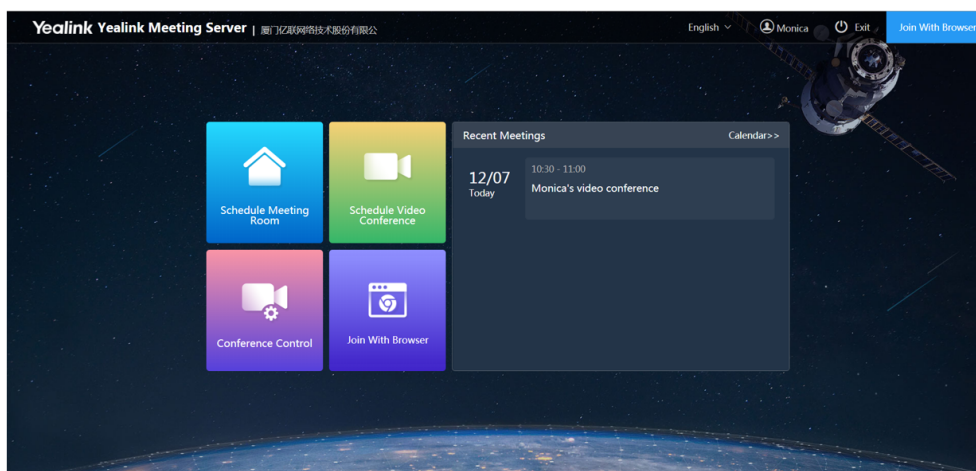 Yealink Yealink Meeting Server | 厦门亿联网络技术股份有限公
English Monica Exit Join With Browser
Recent Meetings Calendar>>
12/07
Today
10:30 - 11:00
Monica's video conference
Schedule Meeting
Room
Schedule Video
Conference
Conference Control
Join With Browser